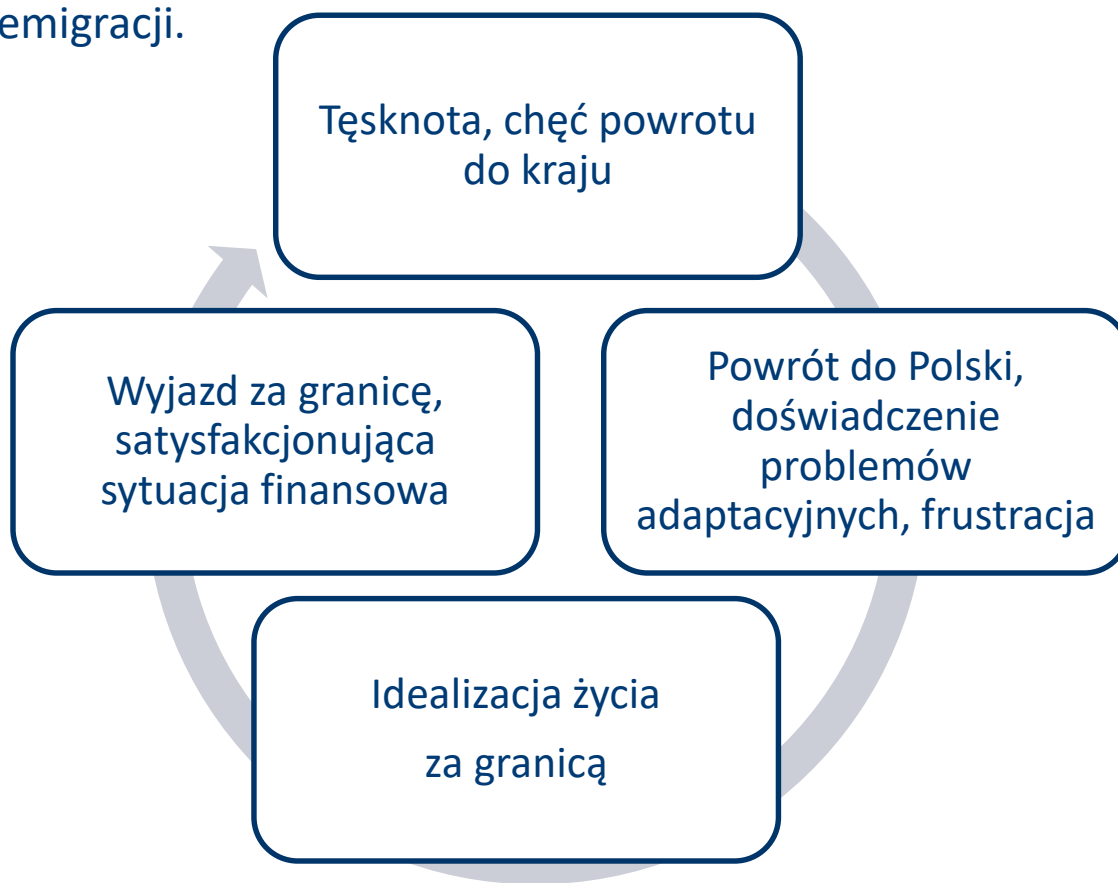 emigracji.
Tęsknota, chęć powrotu
do kraju
Wyjazd za granicę,
satysfakcjonująca
sytuacja finansowa
Powrót do Polski,
doświadczenie
problemów
adaptacyjnych, frustracja
Idealizacja życia
za granicą